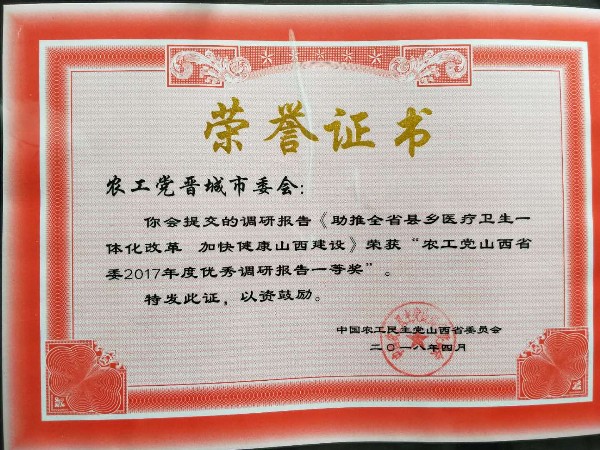 荣誉证书
农工党晋城市委会：
你会提交的调研报告《助推全省县乡医疗卫生一
体化改革 加快健康山西建设》荣获“农工党山西省
委2017年度优秀调研报告一等奖”。
特发此证，以资鼓励。
中国农工民主党山西省委员会
二〇一八年四月